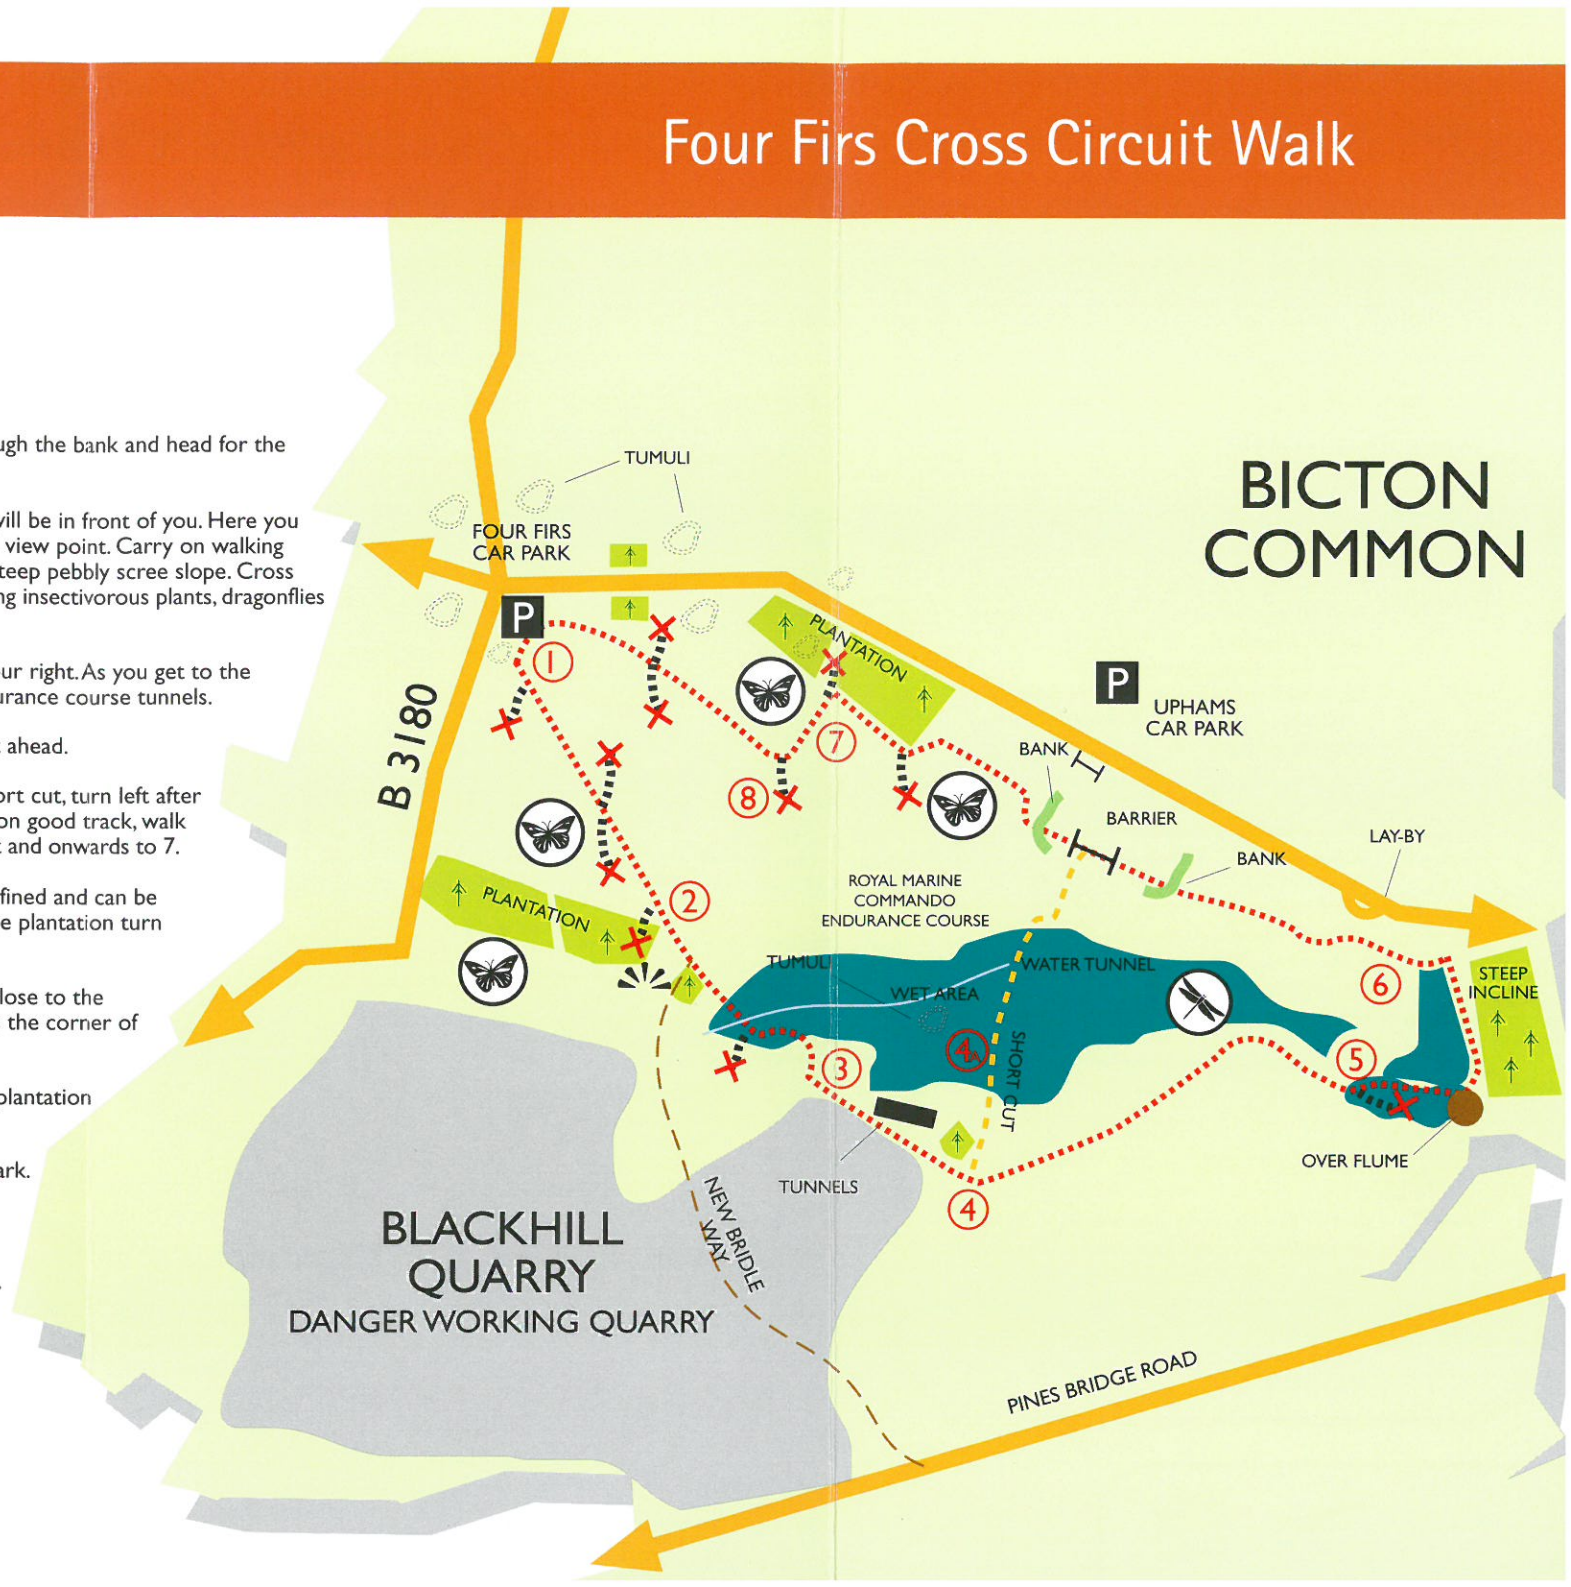 Four Firs Cross Circuit Walk
ugh the bank and head for the
vill be in front of you. Here you
view point. Carry on walking
teep pebbly scree slope. Cross
ng insectivorous plants, dragonflies
ur right. As you get to the
urance course tunnels.
ahead.
ort cut, turn left after
on good track, walk
and onwards to 7.
fined and can be
e plantation turn
lose to the
the corner of
plantation
ark.
TUMULI
FOUR FIRS
CAR PARK
BICTON
COMMON
P
1
PLANTATION
P
UPHAMS
CAR PARK
B 3180
7
BANK
8
BARRIER
LAY-BY
BANK
PLANTATION
2
ROYAL MARINE
COMMANDO
ENDURANCE COURSE
TUMULI
WATER TUNNEL
WET AREA
6
STEEP
INCLINE
4A
SHORT CUT
3
5
TUNNELS
OVER FLUME
4
NEW BRIDLE
WAY
BLACKHILL
QUARRY
DANGER WORKING QUARRY
PINES BRIDGE ROAD